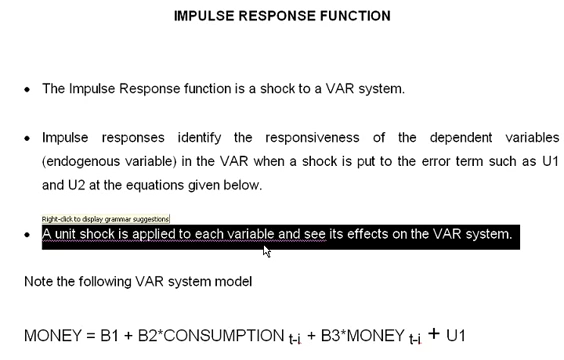 IMPULSE RESPONSE FUNCTION
• The Impulse Response function is a shock to a VAR system.
• Impulse responses identify the responsiveness of the dependent variables
(endogenous variable) in the VAR when a shock is put to the error term such as U1
and U2 at the equations given below.
Right-click to display grammar suggestions
• A unit shock is applied to each variable and see its effects on the VAR system.
Note the following VAR system model
MONEY = B1 + B2*CONSUMPTION t-i + B3*MONEY t-i + U1